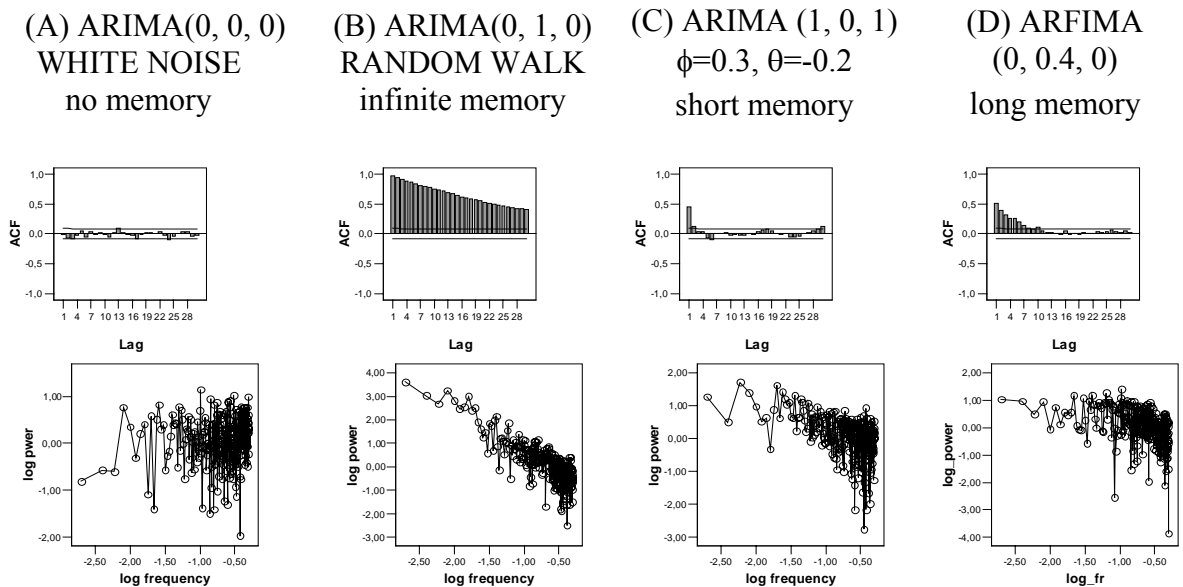 (A) ARIMA(0, 0, 0)
WHITE NOISE
no memory
(B) ARIMA(0, 1, 0)
RANDOM WALK
infinite memory
(C) ARIMA (1, 0, 1)
ϕ=0.3, θ=-0.2
short memory
(D) ARFIMA
(0, 0.4, 0)
long memory
ACF
1,0
0,5
0,0
-0,5
-1,0
1 4 7 10 13 16 19 22 25 28
Lag
ACF
1,0
0,5
0,0
-0,5
-1,0
1 4 7 10 13 16 19 22 25 28
Lag
ACF
1,0
0,5
0,0
-0,5
-1,0
1 4 7 10 13 16 19 22 25 28
Lag
ACF
1,0
0,5
0,0
-0,5
-1,0
1 4 7 10 13 16 19 22 25 28
Lag
log power
1,00
0,00
-1,00
-2,00
-2,50 -2,00 -1,50 -1,00 -0,50
log frequency
log power
4,00
3,00
2,00
1,00
0,00
-1,00
-2,00
-3,00
-2,50 -2,00 -1,50 -1,00 -0,50
log frequency
log power
2,00
1,00
0,00
-1,00
-2,00
-3,00
-2,50 -2,00 -1,50 -1,00 -0,50
log frequency
log_power
2,00
1,00
0,00
-1,00
-2,00
-3,00
-4,00
-2,50 -2,00 -1,50 -1,00 -0,50
log_fr